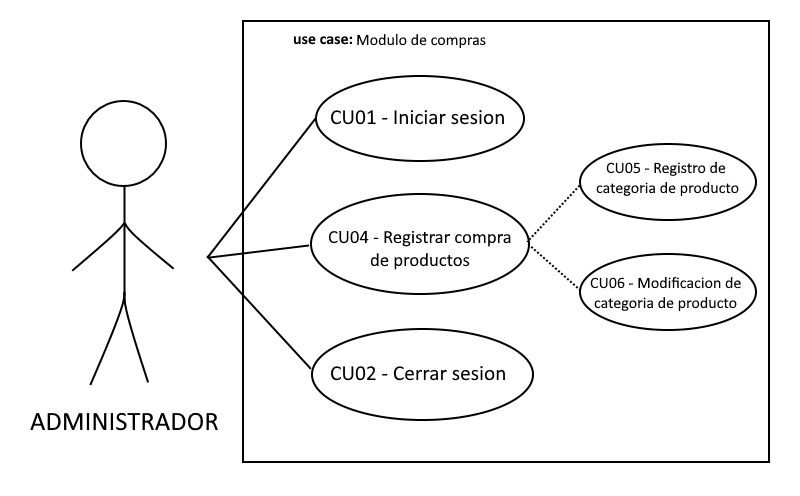 use case: Modulo de compras
CU01 - Iniciar sesion
CU05 - Registro de
categoria de producto
CU04 - Registrar compra
de productos
CU06 - Modificacion de
categoria de producto
CU02 - Cerrar sesion
ADMINISTRADOR